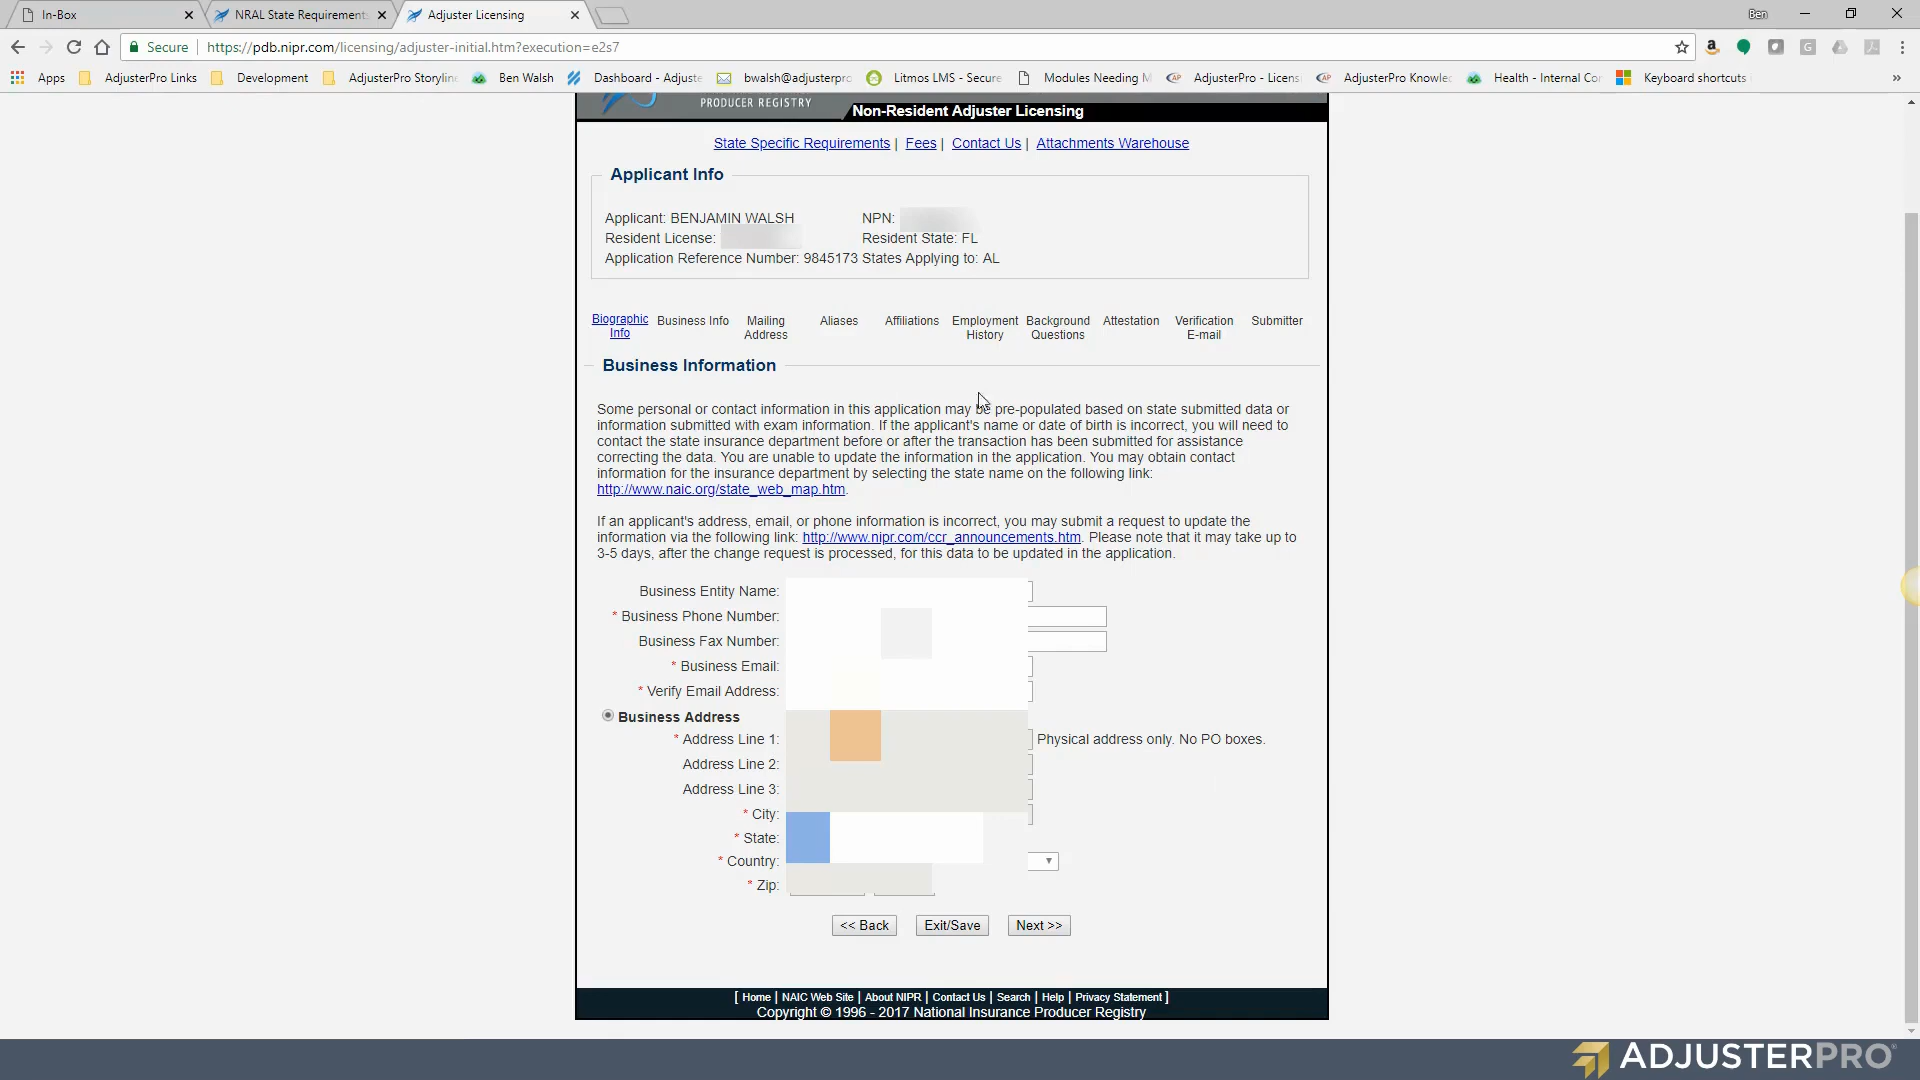 In-Box
NRAL State Requirements
Adjuster Licensing
Ben
Secure
https://pdb.nipr.com/licensing/adjuster-initial.htm?execution=e2s7
Apps
AdjusterPro Links
Development
AdjusterPro Storylin
Ben Walsh
Dashboard - Adjuste
bwalsh@adjusterpro
Litmos LMS - Secure
Modules Needing M
AdjusterPro - Licens
AdjusterPro Knowle
Health - Internal Cor
Keyboard shortcuts
PRODUCER REGISTRY
Non-Resident Adjuster Licensing
State Specific Requirements | Fees | Contact Us | Attachments Warehouse
Applicant Info
Applicant: BENJAMIN WALSH NPN:
Resident License: Resident State: FL
Application Reference Number: 9845173 States Applying to: AL
Biographic Info
Business Info
Mailing Address
Aliases
Affiliations
Employment History
Background Questions
Attestation
Verification E-mail
Submitter
Business Information
Some personal or contact information in this application may be pre-populated based on state submitted data or
information submitted with exam information. If the applicant's name or date of birth is incorrect, you will need to
contact the state insurance department before or after the transaction has been submitted for assistance
correcting the data. You are unable to update the information in the application. You may obtain contact
information for the insurance department by selecting the state name on the following link:
http://www.naic.org/state_web_map.htm.
If an applicant's address, email, or phone information is incorrect, you may submit a request to update the
information via the following link: http://www.nipr.com/ccr_announcements.htm. Please note that it may take up to
3-5 days, after the change request is processed, for this data to be updated in the application.
Business Entity Name:
* Business Phone Number:
Business Fax Number:
* Business Email:
* Verify Email Address:
Business Address
* Address Line 1: Physical address only. No PO boxes.
Address Line 2:
Address Line 3:
* City:
* State:
* Country:
* Zip:
<< Back
Exit/Save
Next >>
[ Home | NAIC Web Site | About NIPR | Contact Us | Search | Help | Privacy Statement ]
Copyright © 1996 - 2017 National Insurance Producer Registry
ADJUSTERPRO®